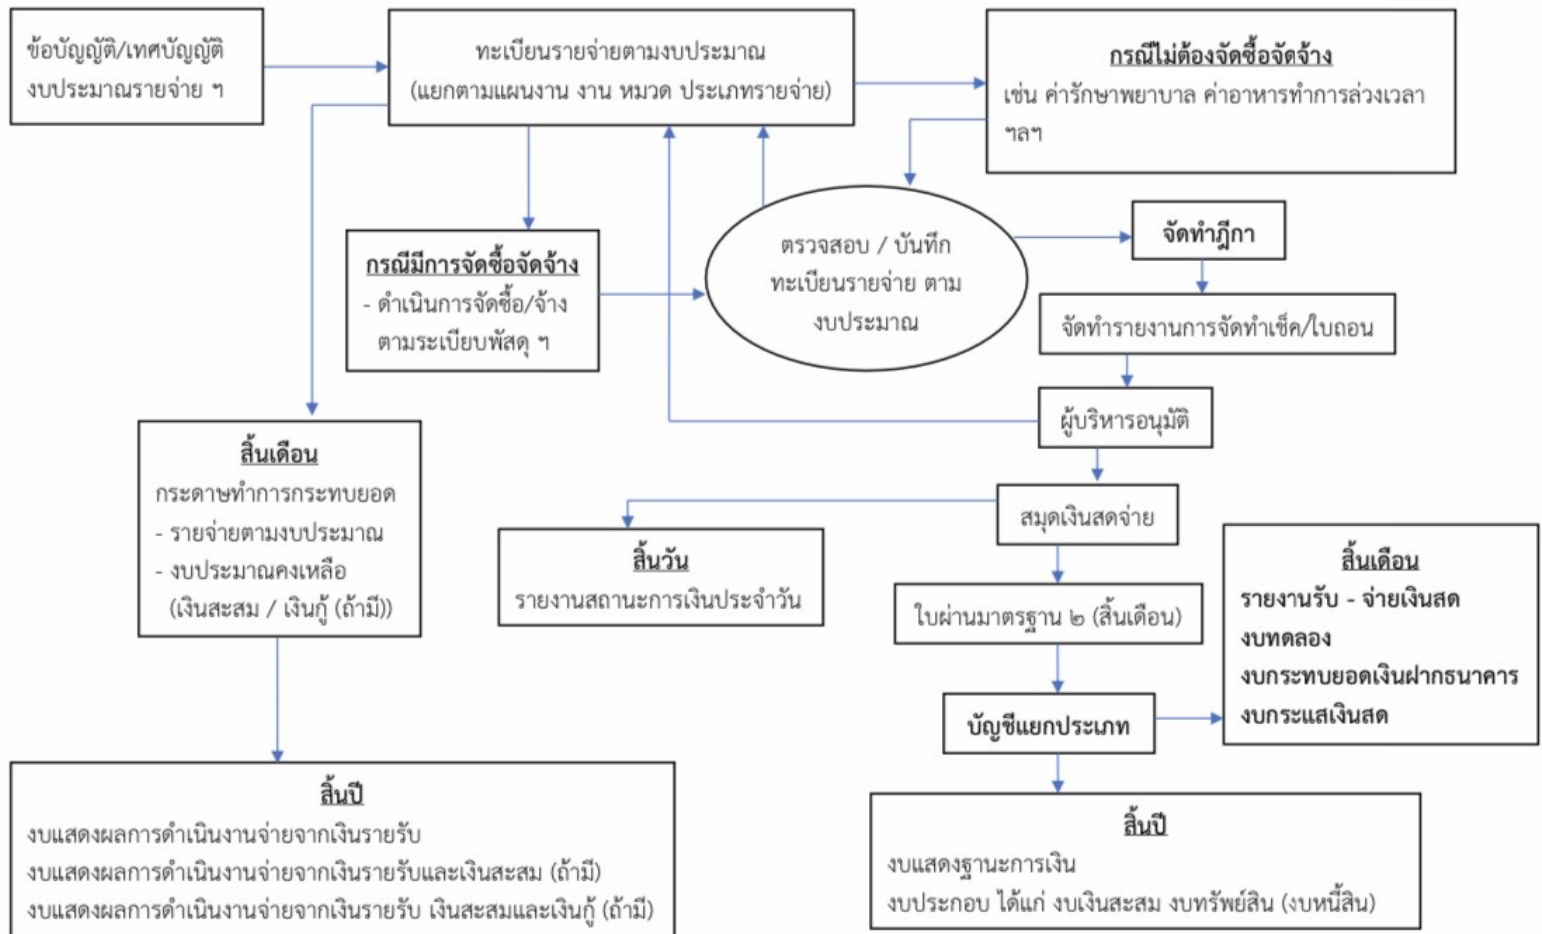 ข้อบัญญัติ/เทศบัญญัติ
งบประมาณรายจ่าย ฯ
ทะเบียนรายจ่ายตามงบประมาณ
(แยกตามแผนงาน งาน หมวด ประเภทรายจ่าย)
กรณีไม่ต้องจัดซื้อจัดจ้าง
เช่น ค่ารักษาพยาบาล ค่าอาหารทำการล่วงเวลา
ฯลฯ
กรณีมีการจัดซื้อจัดจ้าง
- ดำเนินการจัดซื้อ/จ้าง
ตามระเบียบพัสดุ ฯ
ตรวจสอบ / บันทึก
ทะเบียนรายจ่าย ตาม
งบประมาณ
จัดทำฎีกา
จัดทำรายงานการจัดทำเช็ค/ใบถอน
ผู้บริหารอนุมัติ
สิ้นเดือน
กระดาษทำการกระทบยอด
- รายจ่ายตามงบประมาณ
- งบประมาณคงเหลือ
(เงินสะสม / เงินกู้ (ถ้ามี))
สมุดเงินสดจ่าย
สิ้นวัน
รายงานสถานะการเงินประจำวัน
ใบผ่านมาตรฐาน ๒ (สิ้นเดือน)
บัญชีแยกประเภท
สิ้นเดือน
รายงานรับ - จ่ายเงินสด
งบทดลอง
งบกระทบยอดเงินฝากธนาคาร
งบกระแสเงินสด
สิ้นปี
งบแสดงผลการดำเนินงานจ่ายจากเงินรายรับ
งบแสดงผลการดำเนินงานจ่ายจากเงินรายรับและเงินสะสม (ถ้ามี)
งบแสดงผลการดำเนินงานจ่ายจากเงินรายรับ เงินสะสมและเงินกู้ (ถ้ามี)
สิ้นปี
งบแสดงฐานะการเงิน
งบประกอบ ได้แก่ งบเงินสะสม งบทรัพย์สิน (งบหนี้สิน)